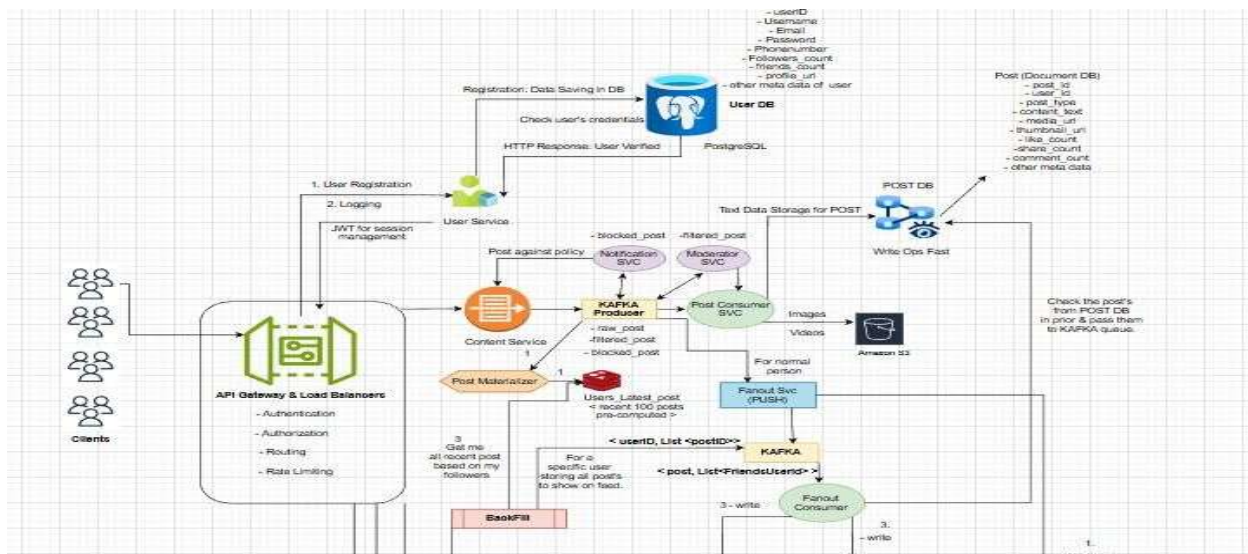 - userID
- Username
- Email
- Password
- Phonenumber
- Followers_count
- friends_count
- profile_url
- other meta data of user
Registration: Data Saving in DB
User DB
Check user's credentials
HTTP Response: User Verified
PostgreSQL
Post (Document DB)
- post_id
- user_id
- post_type
- content_text
- media_url
- thumbnail_url
- like_count
-share_count
- comment_ount
- other meta data
POST DB
Write Ops Fast
1. User Registration
2. Logging
User Service
JWT for session
management
Text Data Storage for POST
- blocked_post
-filtered_post
Post against policy
Notification
SVC
Moderator
SVC
KAFKA
Producer
Post Consumer
SVC
Content Service
- raw_post
-filtered_post
- blocked_post
Images
Videos
Amazon S3
Check the post's
from POST DB
in prior & pass them
to KAFKA queue.
Clients
API Gateway & Load Balancers
- Authentication
- Authorization
- Routing
- Rate Limiting
1
Post Materializer
1
Users_Latest_post
< recent 100 posts
pre-computed >
For normal
person
Fanout Svc
(PUSH)
3
Get me
all recent post
based on my
followers
For a
specific user
storing all post's
to show on feed.
< userID, List <postID>>
KAFKA
< post, List<FriendsUserId> >
Fanout
Consumer
BackFill
3 - write
3.
- write
1.